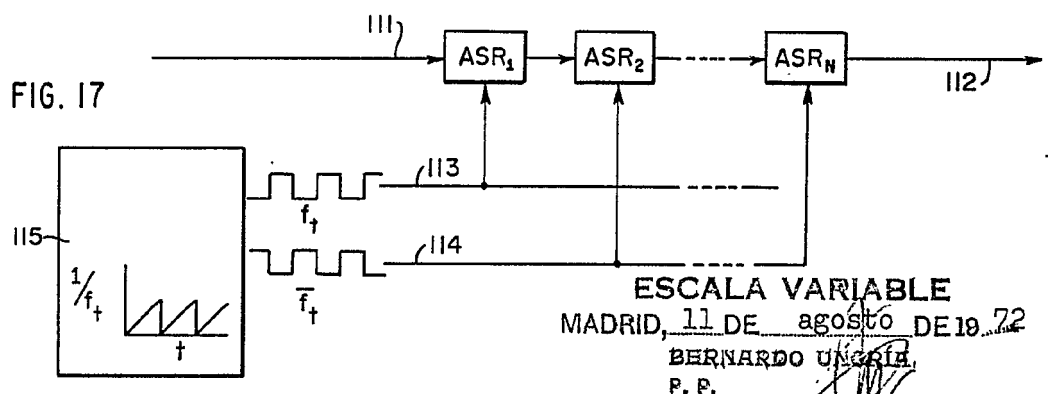 111
ASR₁ ASR₂ ASR_N
112
FIG. 17
113
fₜ
115
114
1/fₜ
t
f̅ₜ
ESCALA VARIABLE
MADRID, 11 DE agosto DE 19 72
BERNARDO UNGRÍA
P. P.